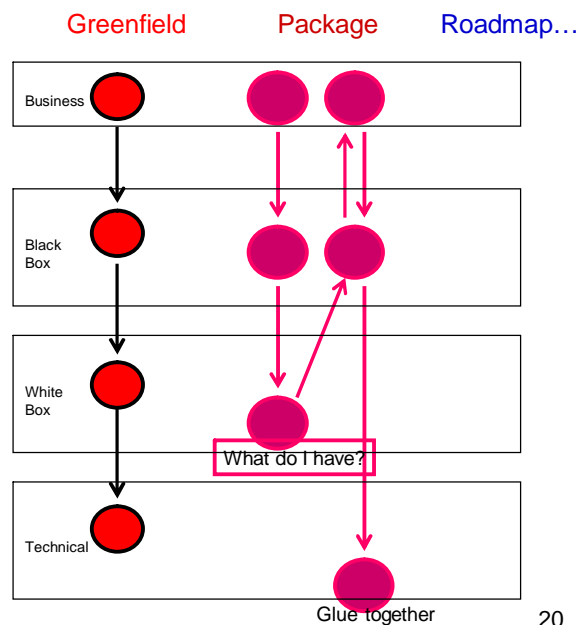 Greenfield Package Roadmap…
Business
Black
Box
White
Box
What do I have?
Technical
Glue together
20